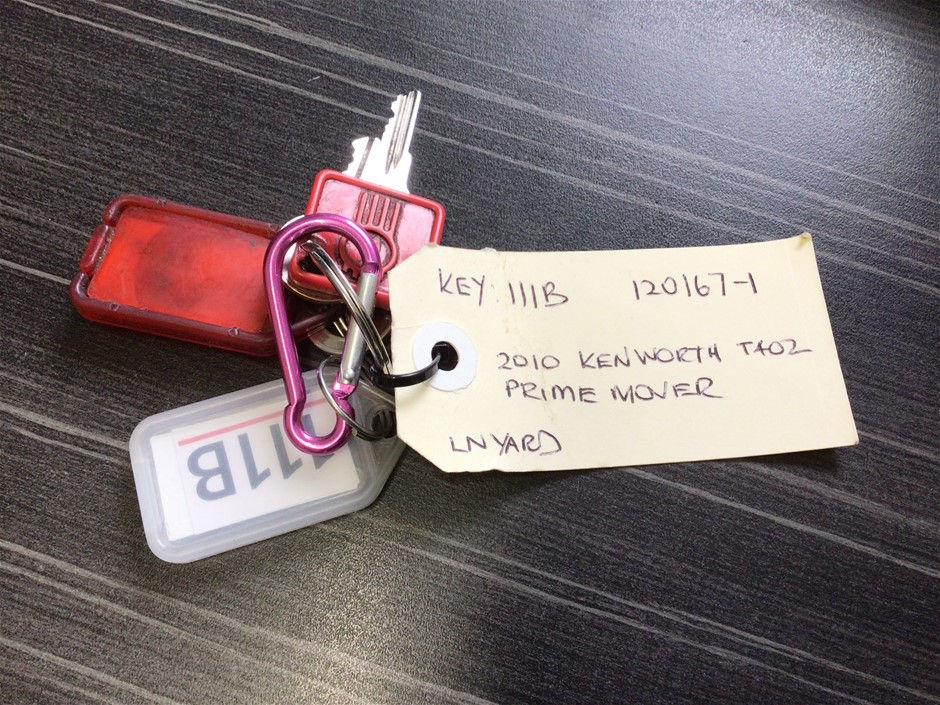 KEY: 111B 120167-1
2010 KENWORTH T402
PRIME MOVER
LNYARD
111B